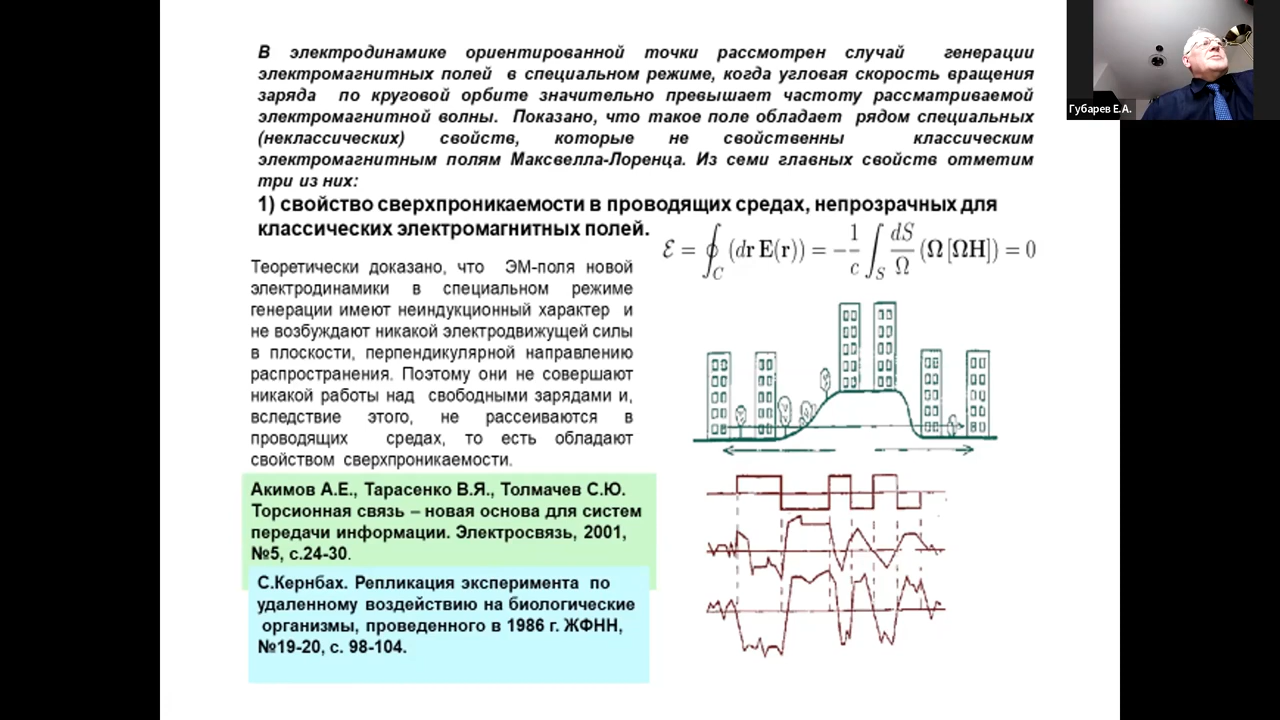 В электродинамике ориентированной точки рассмотрен случай генерации
электромагнитных полей в специальном режиме, когда угловая скорость вращения
заряда по круговой орбите значительно превышает частоту рассматриваемой
электромагнитной волны. Показано, что такое поле обладает рядом специальных
(неклассических) свойств, которые не свойственны классическим
электромагнитным полям Максвелла-Лоренца. Из семи главных свойств отметим
три из них:
1) свойство сверхпроникаемости в проводящих средах, непрозрачных для
классических электромагнитных полей.
ℰ = ∮_C (dr E(r)) = −1/c ∫_S dS/Ω (Ω [ΩH]) = 0
Теоретически доказано, что ЭМ-поля новой
электродинамики в специальном режиме
генерации имеют неиндукционный характер и
не возбуждают никакой электродвижущей силы
в плоскости, перпендикулярной направлению
распространения. Поэтому они не совершают
никакой работы над свободными зарядами и,
вследствие этого, не рассеиваются в
проводящих средах, то есть обладают
свойством сверхпроникаемости.
Акимов А.Е., Тарасенко В.Я., Толмачев С.Ю.
Торсионная связь – новая основа для систем
передачи информации. Электросвязь, 2001,
№5, с.24-30.
С.Кернбах. Репликация эксперимента по
удаленному воздействию на биологические
организмы, проведенного в 1986 г. ЖФНН,
№19-20, с. 98-104.
Губарев Е.А.